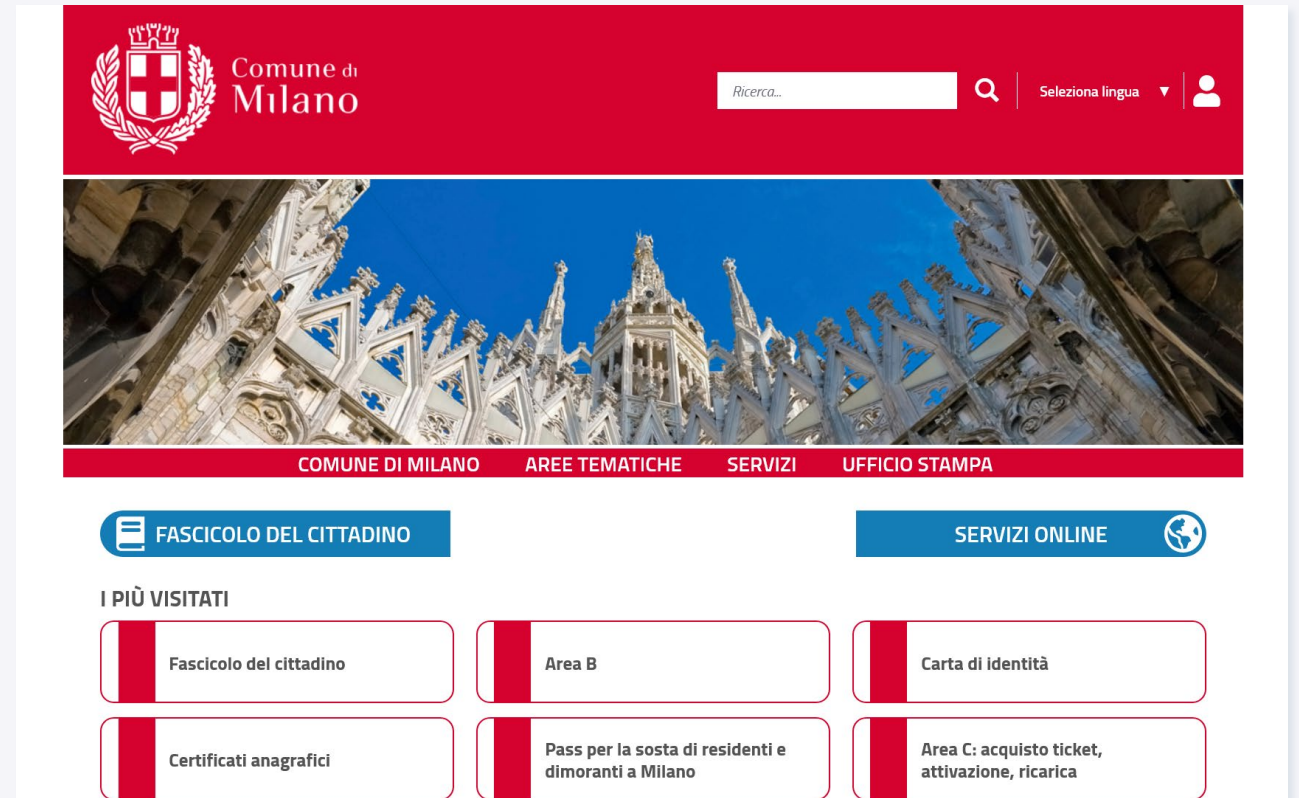 Comune di
Milano
Ricerca...
Seleziona lingua ▼
COMUNE DI MILANO AREE TEMATICHE SERVIZI UFFICIO STAMPA
FASCICOLO DEL CITTADINO
SERVIZI ONLINE
I PIÙ VISITATI
Fascicolo del cittadino
Area B
Carta di identità
Certificati anagrafici
Pass per la sosta di residenti e
dimoranti a Milano
Area C: acquisto ticket,
attivazione, ricarica